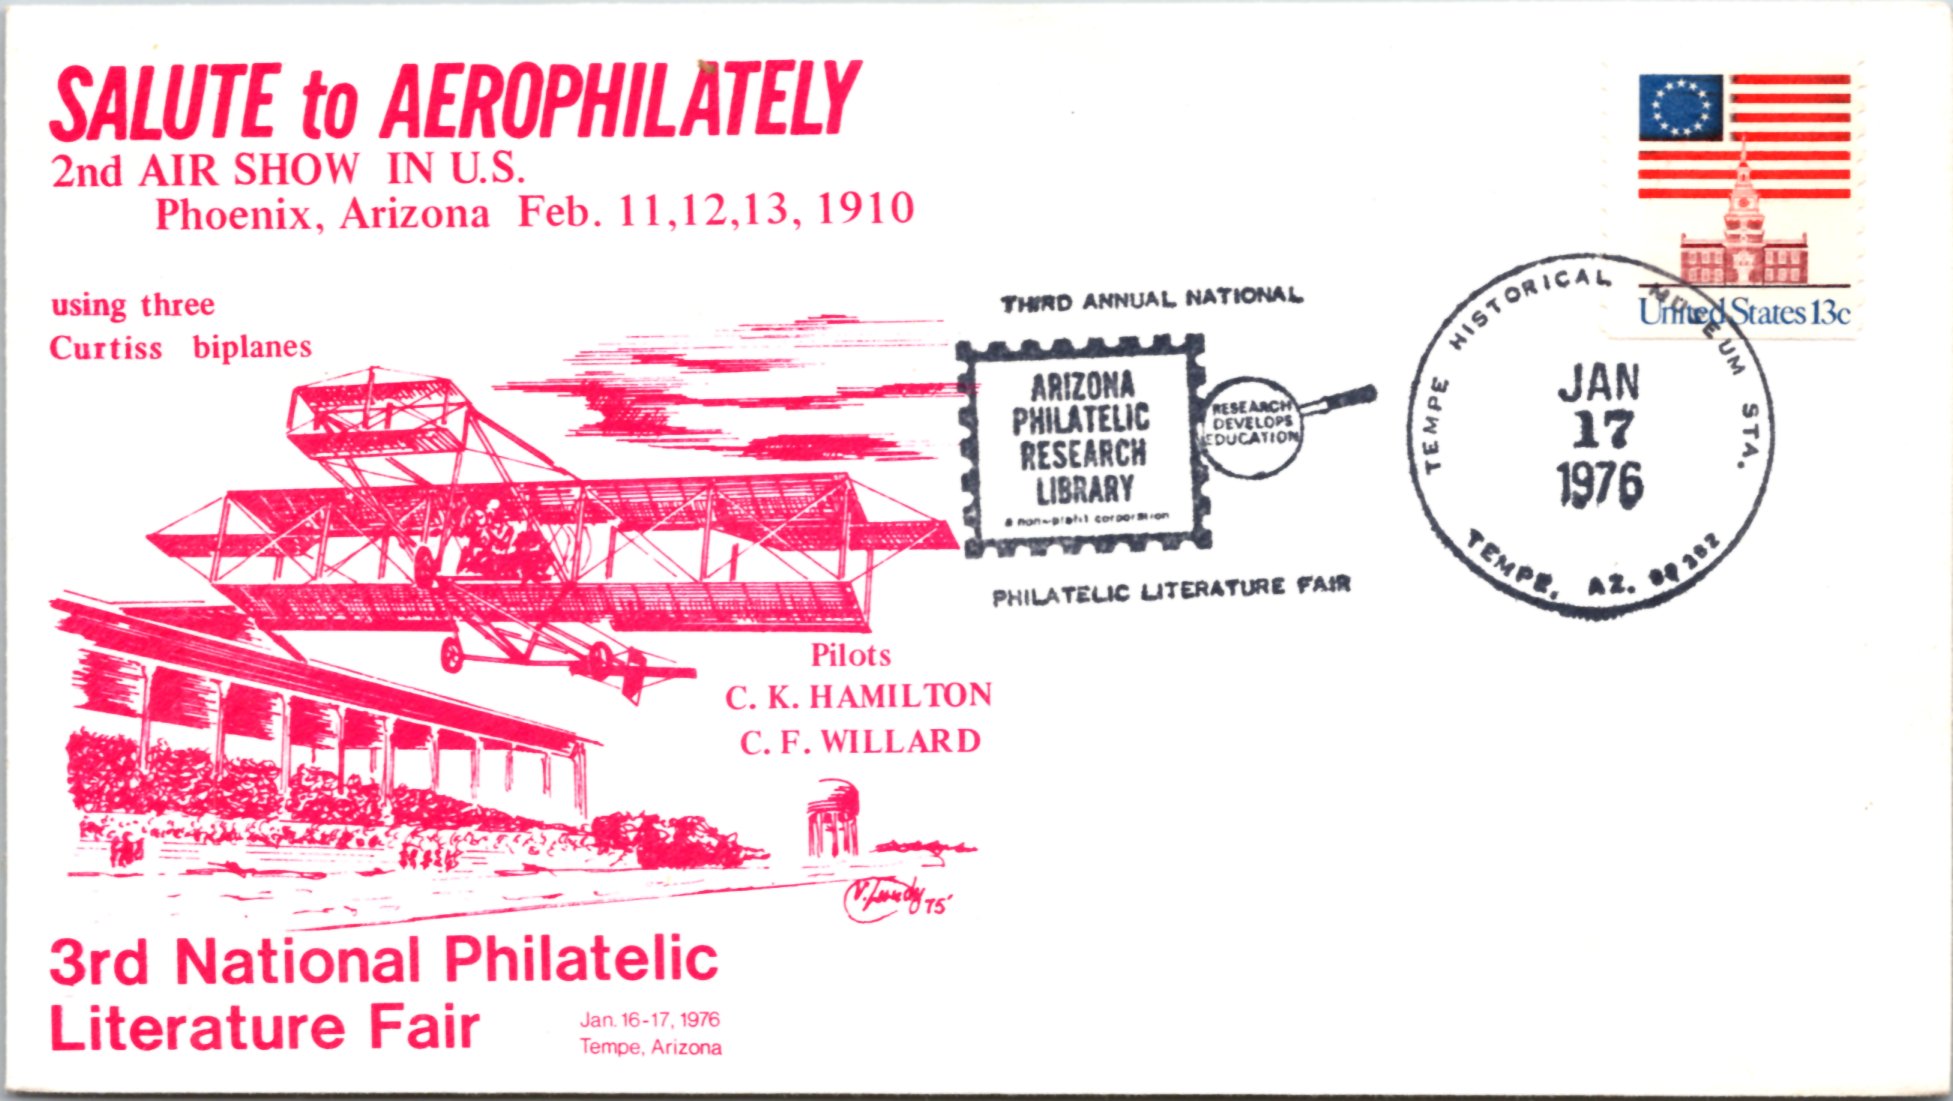 SALUTE to AEROPHILATELY
2nd AIR SHOW IN U.S.
Phoenix, Arizona Feb. 11,12,13, 1910
using three
Curtiss biplanes
Pilots
C. K. HAMILTON
C. F. WILLARD
75'
3rd National Philatelic
Literature Fair
Jan. 16-17, 1976
Tempe, Arizona
THIRD ANNUAL NATIONAL
ARIZONA
PHILATELIC
RESEARCH
LIBRARY
a non-profit corporation
RESEARCH
DEVELOPS
EDUCATION
PHILATELIC LITERATURE FAIR
United States 13c
TEMPE HISTORICAL MUSEUM STA.
JAN
17
1976
TEMPE, AZ. 85282